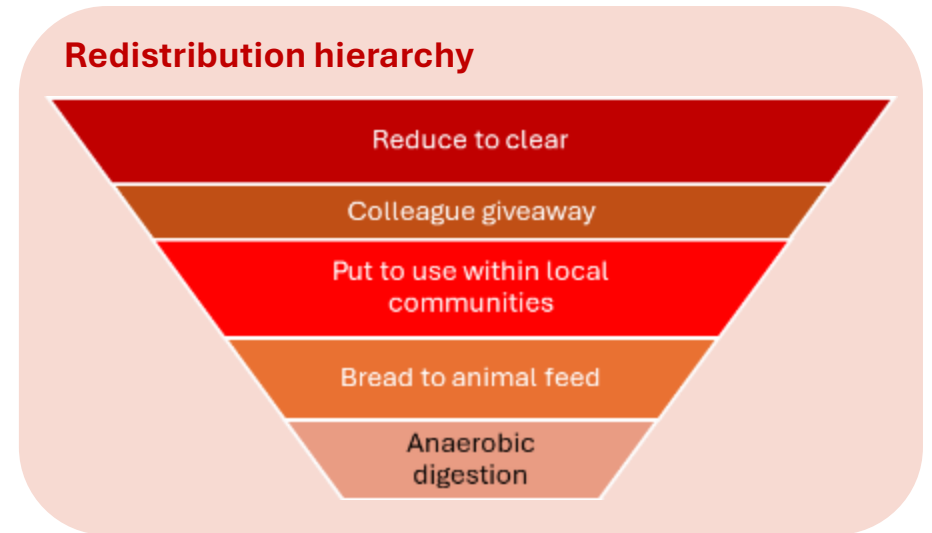 Redistribution hierarchy
Reduce to clear
Colleague giveaway
Put to use within local
communities
Bread to animal feed
Anaerobic
digestion